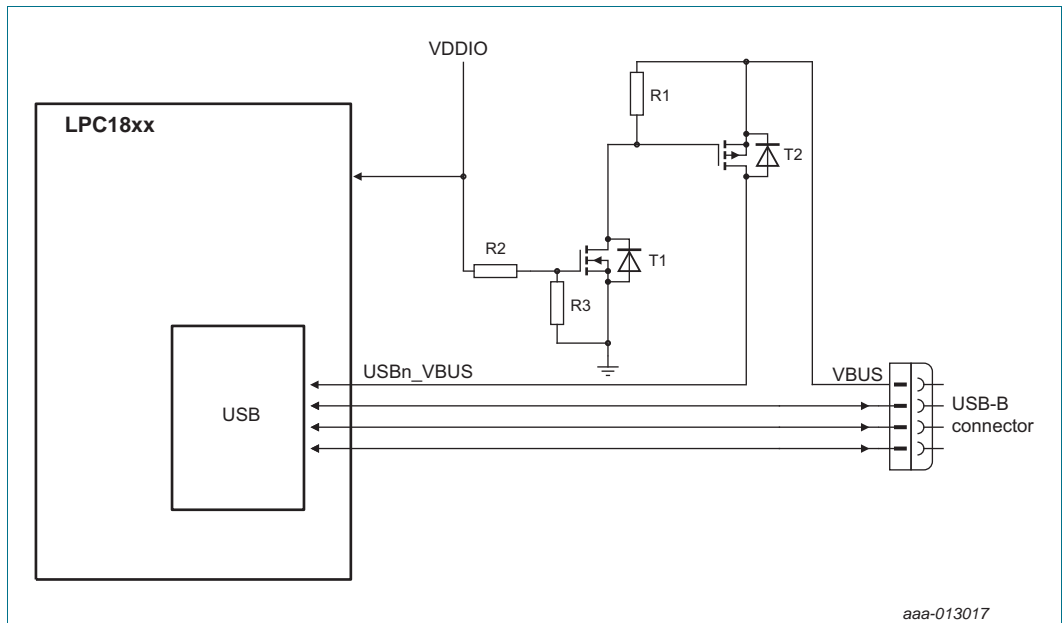 VDDIO
LPC18xx
R1
T2
R2
T1
R3
USBn_VBUS
VBUS
USB
USB-B
connector
aaa-013017